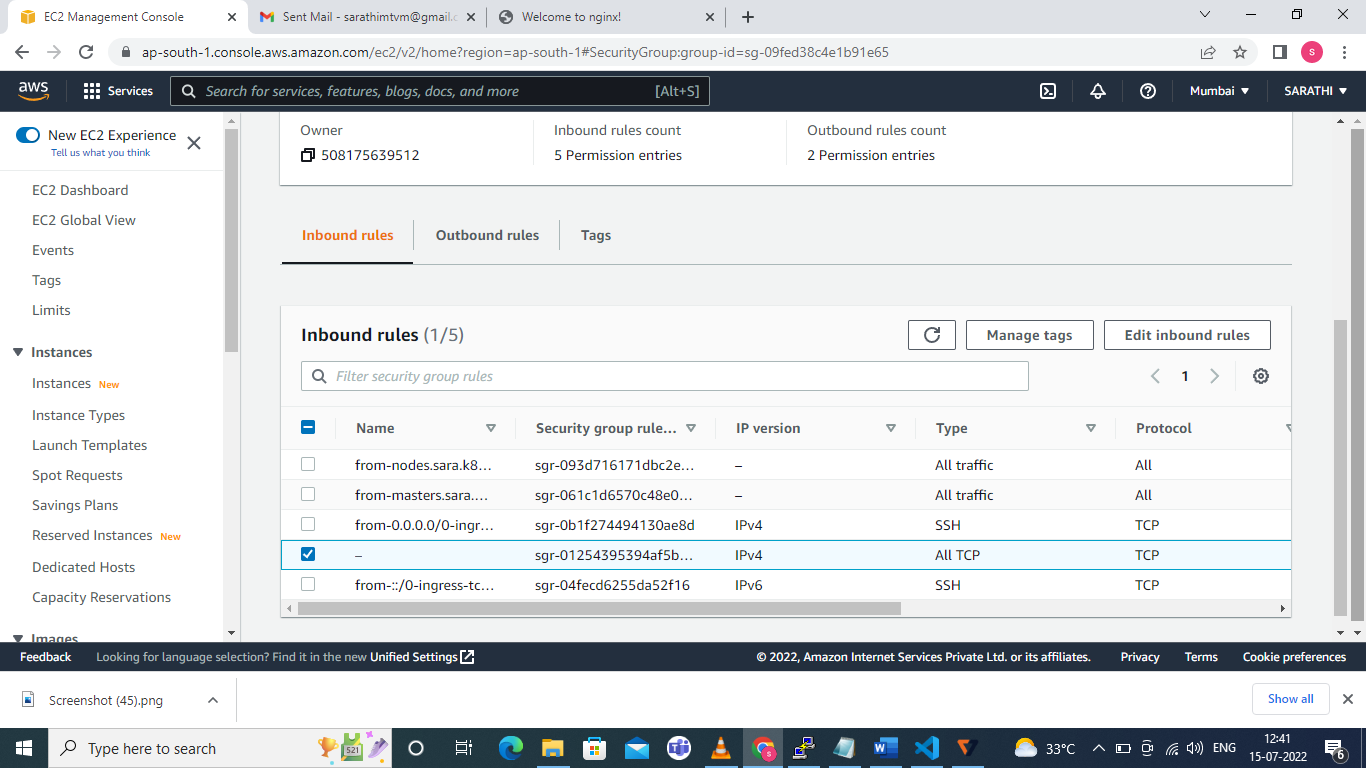 EC2 Management Console
Sent Mail - sarathimtvm@gmail.c
Welcome to nginx!
ap-south-1.console.aws.amazon.com/ec2/v2/home?region=ap-south-1#SecurityGroup:group-id=sg-09fed38c4e1b91e65
S
aws
Services
Search for services, features, blogs, docs, and more
[Alt+S]
Mumbai
SARATHI
New EC2 Experience
Tell us what you think
EC2 Dashboard
EC2 Global View
Events
Tags
Limits
Instances
Instances New
Instance Types
Launch Templates
Spot Requests
Savings Plans
Reserved Instances New
Dedicated Hosts
Capacity Reservations
Images
Owner
508175639512
Inbound rules count
5 Permission entries
Outbound rules count
2 Permission entries
Inbound rules
Outbound rules
Tags
Inbound rules (1/5)
Manage tags
Edit inbound rules
Filter security group rules
1
Name Security group rule... IP version Type Protocol
from-nodes.sara.k8... sgr-093d716171dbc2e... – All traffic All
from-masters.sara.... sgr-061c1d6570c48e0... – All traffic All
from-0.0.0.0/0-ingr... sgr-0b1f274494130ae8d IPv4 SSH TCP
– sgr-01254395394af5b... IPv4 All TCP TCP
from-::/0-ingress-tc... sgr-04fecd6255da52f16 IPv6 SSH TCP
Feedback
Looking for language selection? Find it in the new Unified Settings
© 2022, Amazon Internet Services Private Ltd. or its affiliates.
Privacy
Terms
Cookie preferences
Screenshot (45).png
Show all
Type here to search
521
33°C
ENG
12:41
15-07-2022
6